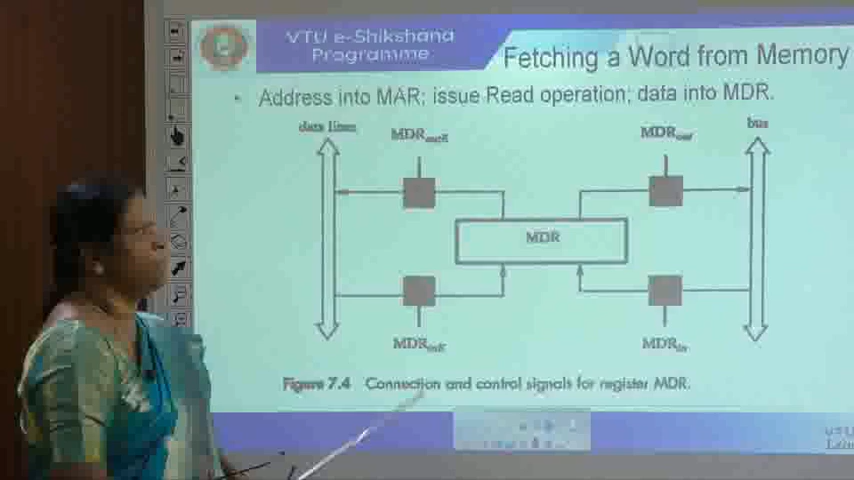 VTU e-Shikshana
Programme
Fetching a Word from Memory
• Address into MAR; issue Read operation; data into MDR.
data lines
MDRoutE
MDRout
bus
MDR
MDRinE
MDRin
Figure 7.4 Connection and control signals for register MDR.
VTU